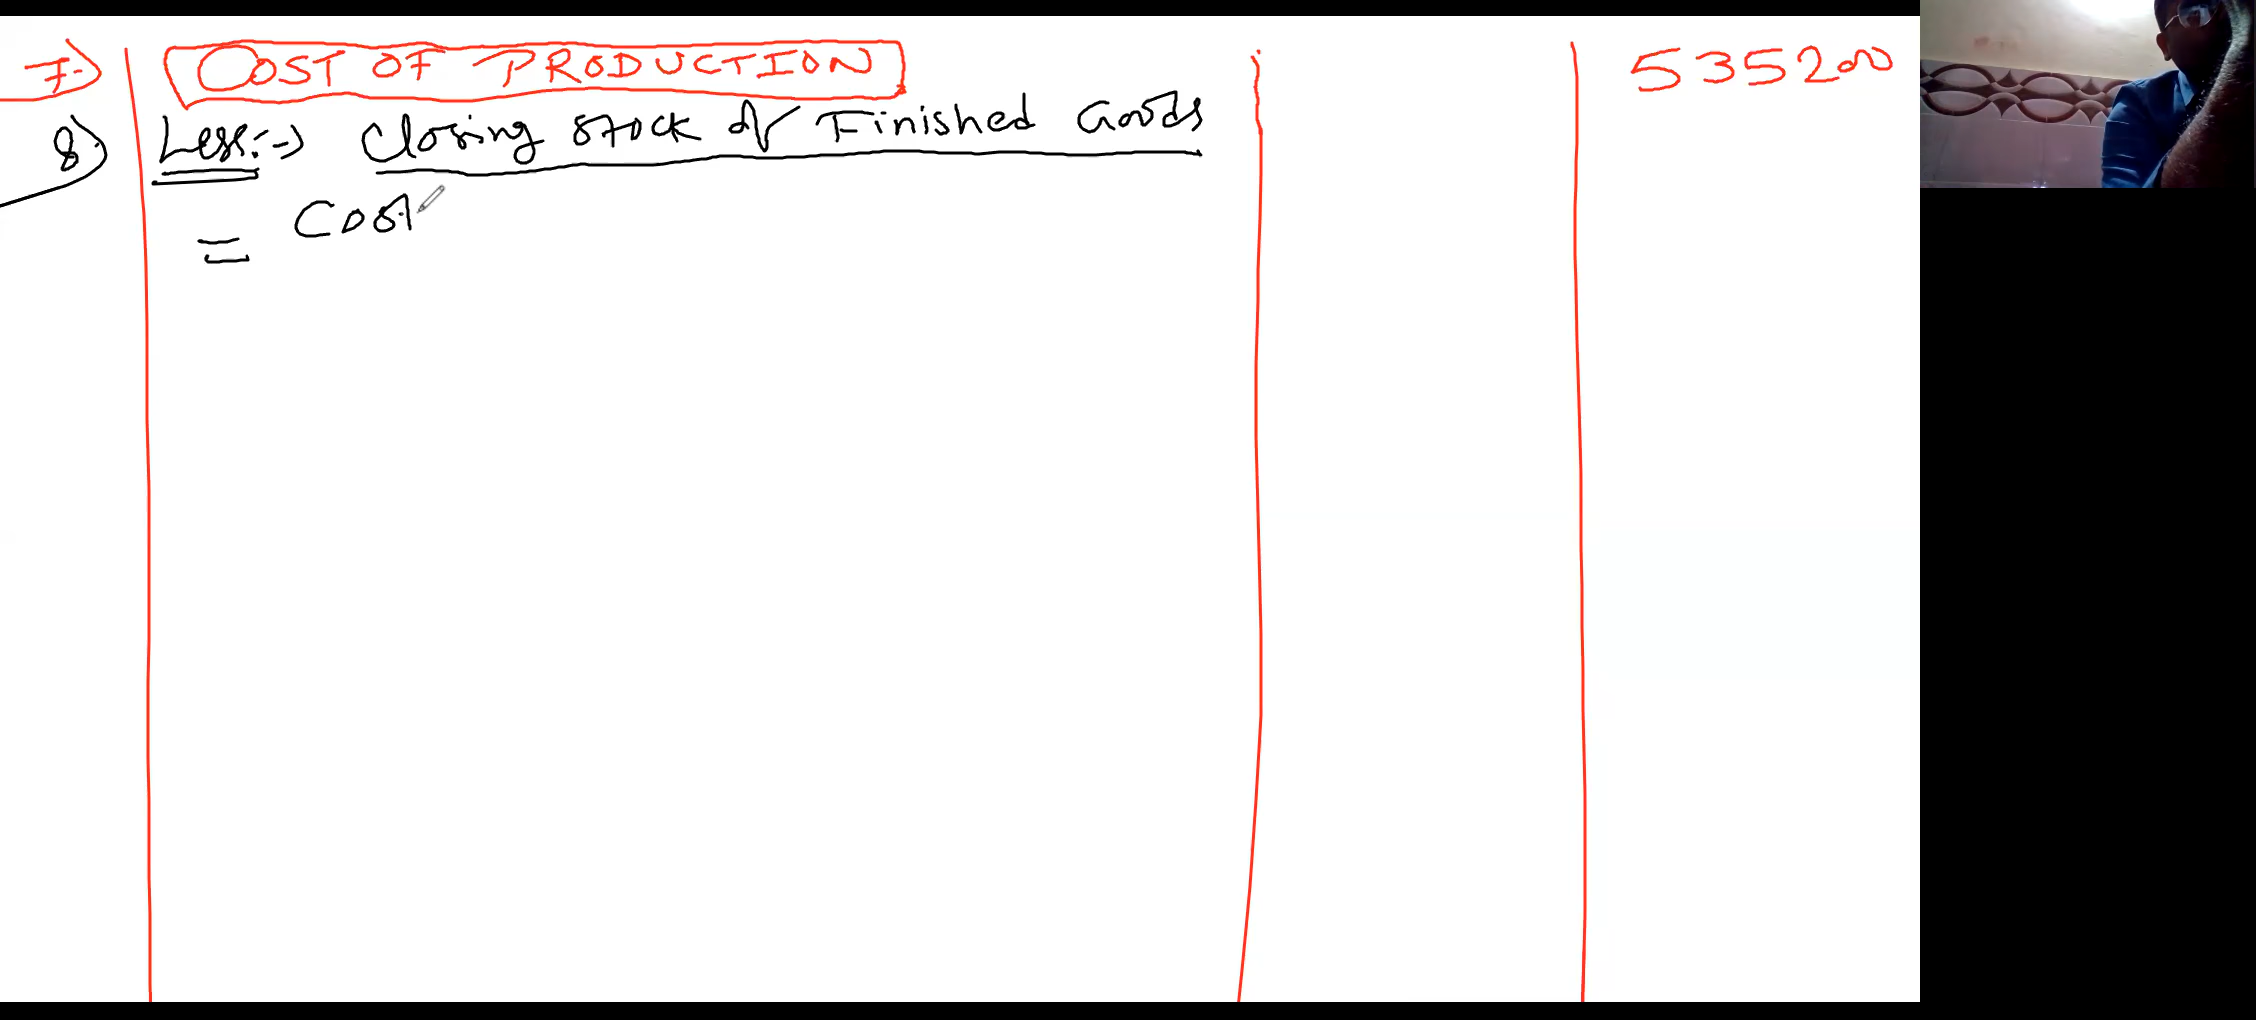 7.) COST OF PRODUCTION 535200
8.) Less:-> Closing stock of Finished Goods
= Cost